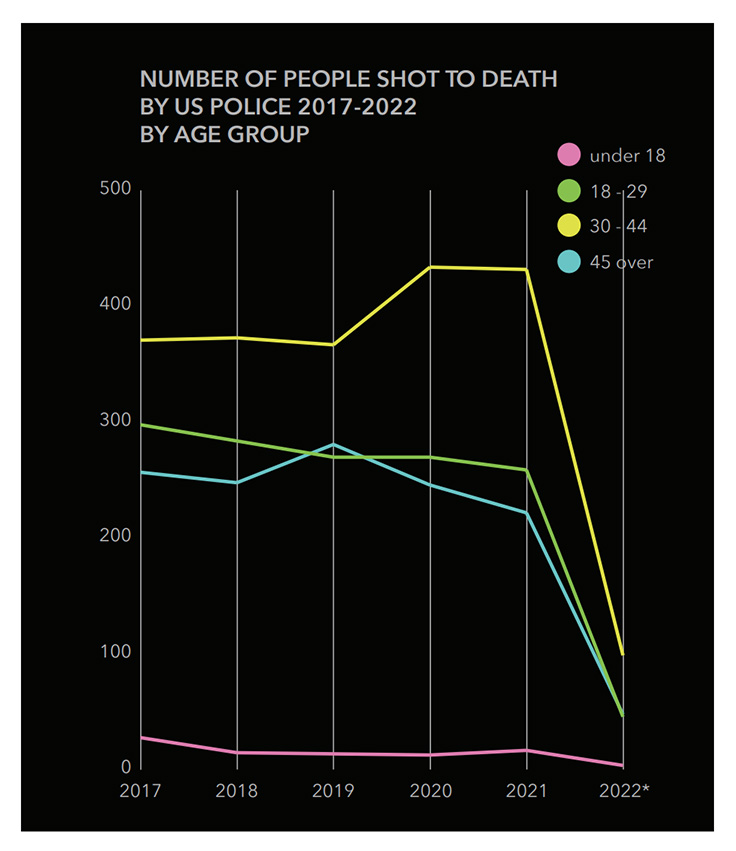 NUMBER OF PEOPLE SHOT TO DEATH
BY US POLICE 2017-2022
BY AGE GROUP
under 18
18 - 29
30 - 44
45 over
500
400
300
200
100
0
2017 2018 2019 2020 2021 2022*